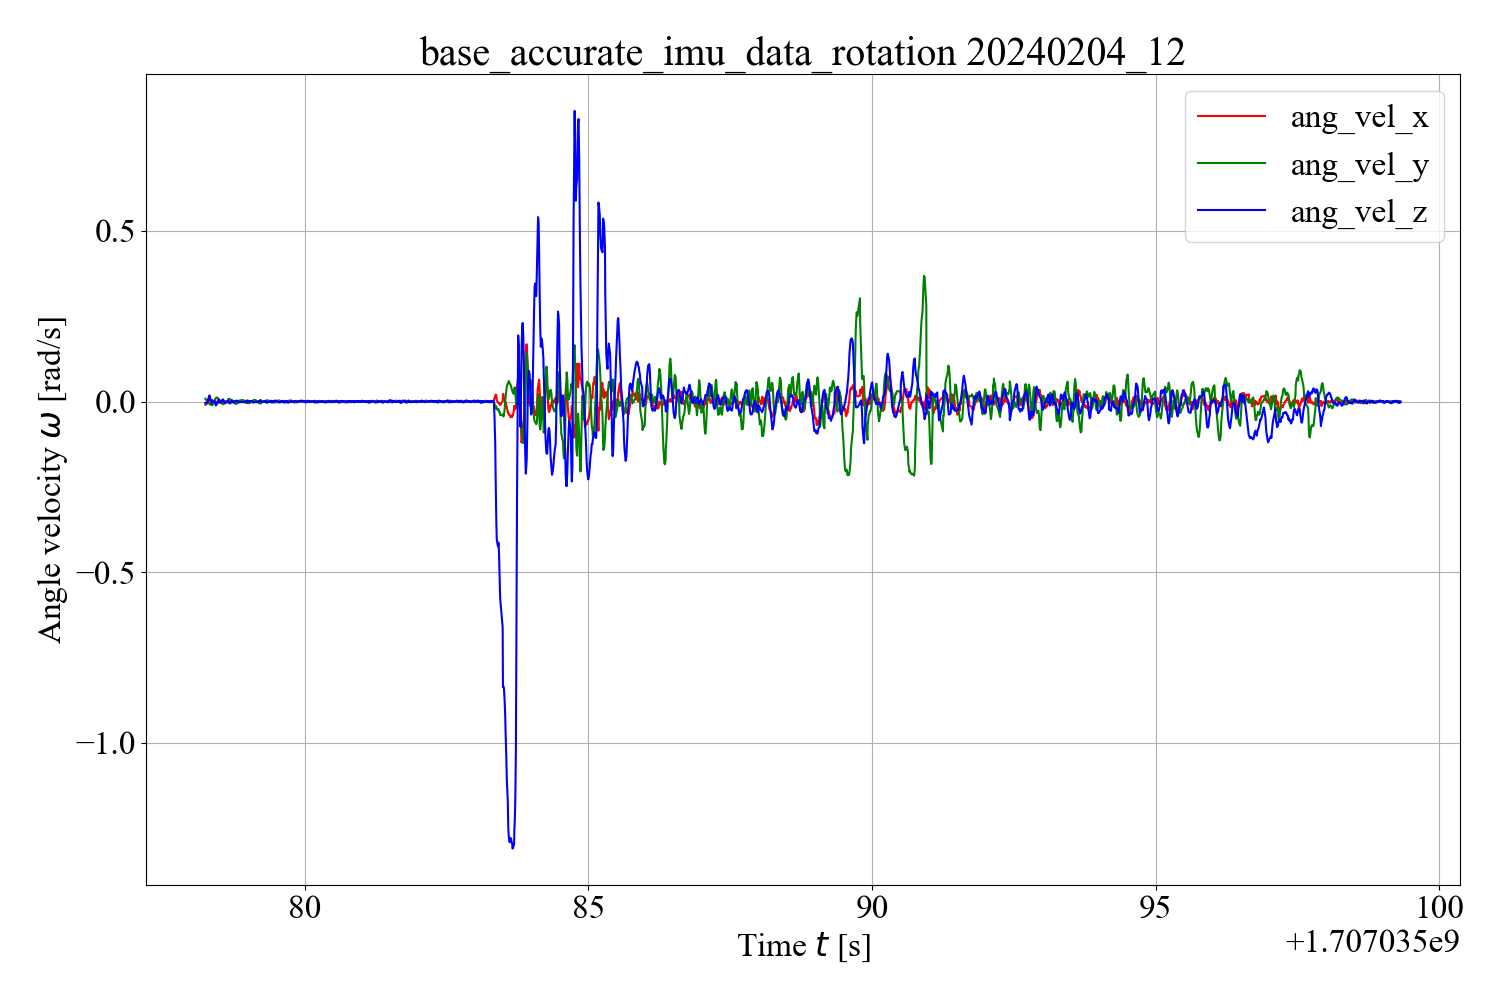 base_accurate_imu_data_rotation 20240204_12
ang_vel_x
ang_vel_y
ang_vel_z
Angle velocity ω [rad/s]
0.5
0.0
−0.5
−1.0
80
85
90
95
100
Time t [s]
+1.707035e9